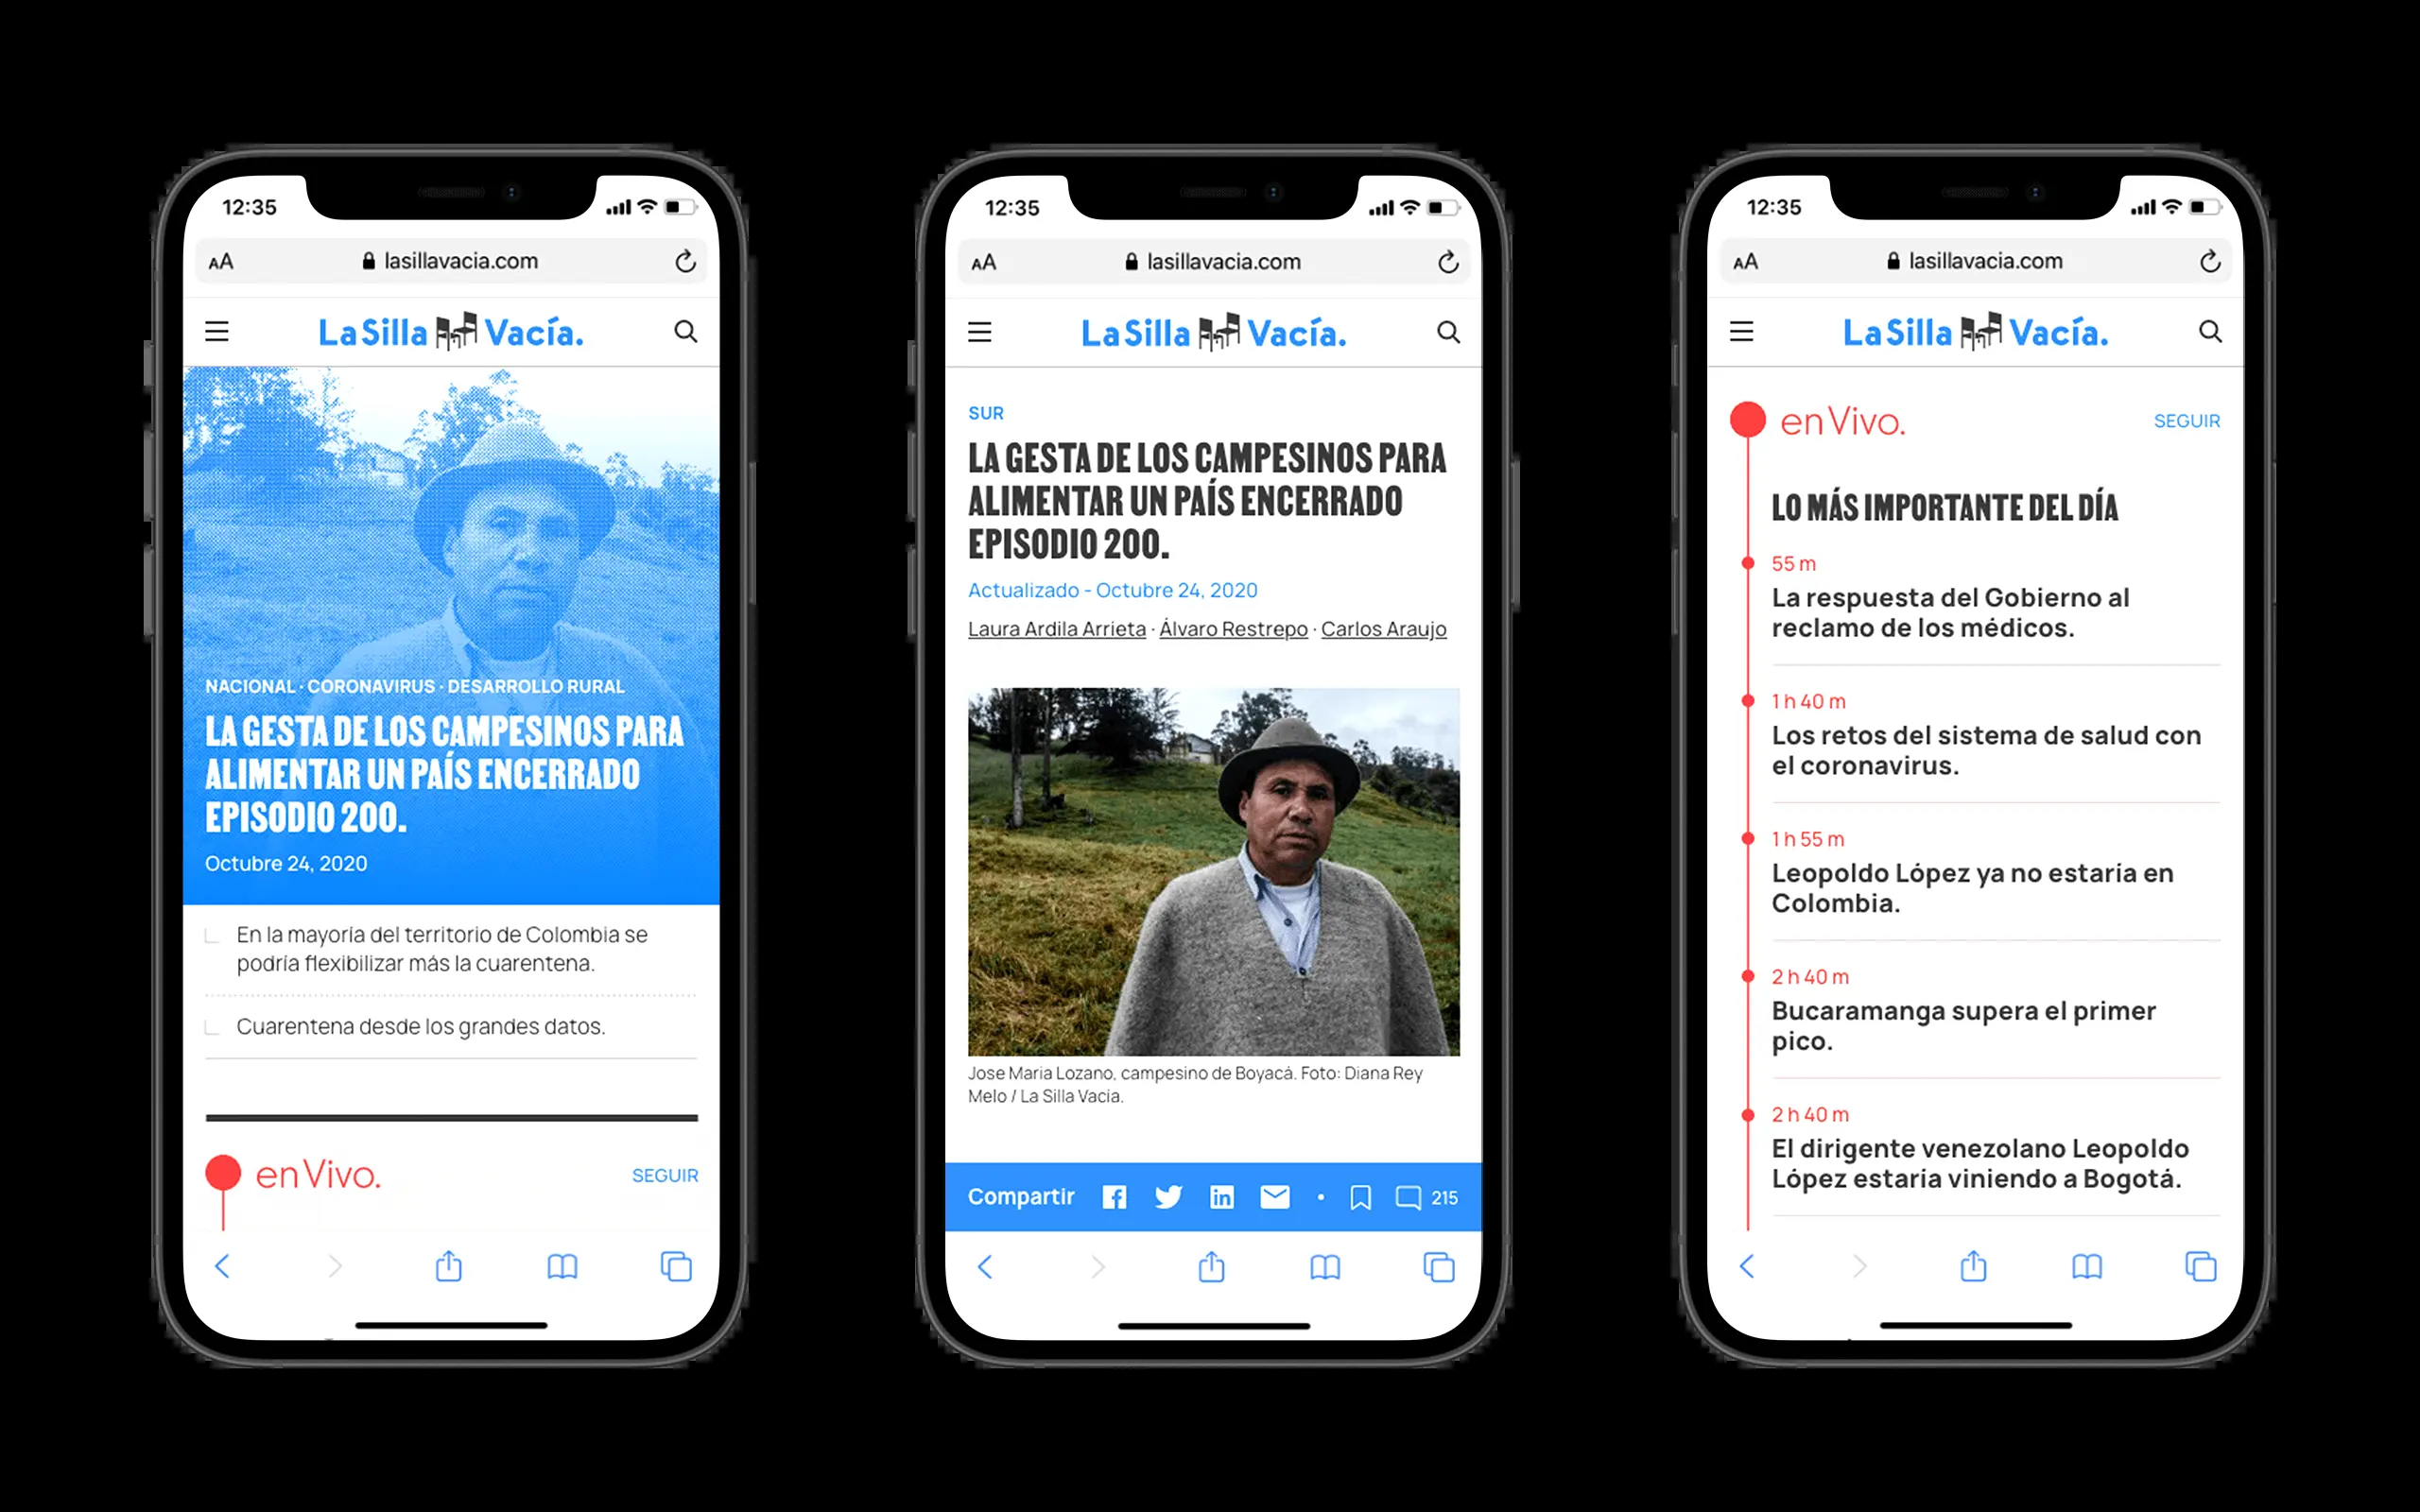 12:35
AA lasillavacia.com
La Silla Vacía.
NACIONAL · CORONAVIRUS · DESARROLLO RURAL
LA GESTA DE LOS CAMPESINOS PARA
ALIMENTAR UN PAÍS ENCERRADO
EPISODIO 200.
Octubre 24, 2020
En la mayoría del territorio de Colombia se
podría flexibilizar más la cuarentena.
Cuarentena desde los grandes datos.
en Vivo.
SEGUIR
12:35
AA lasillavacia.com
La Silla Vacía.
SUR
LA GESTA DE LOS CAMPESINOS PARA
ALIMENTAR UN PAÍS ENCERRADO
EPISODIO 200.
Actualizado - Octubre 24, 2020
Laura Ardila Arrieta · Álvaro Restrepo · Carlos Araujo
Jose Maria Lozano, campesino de Boyacá. Foto: Diana Rey
Melo / La Silla Vacia.
Compartir
215
12:35
AA lasillavacia.com
La Silla Vacía.
en Vivo.
SEGUIR
LO MÁS IMPORTANTE DEL DÍA
55 m
La respuesta del Gobierno al
reclamo de los médicos.
1 h 40 m
Los retos del sistema de salud con
el coronavirus.
1 h 55 m
Leopoldo López ya no estaría en
Colombia.
2 h 40 m
Bucaramanga supera el primer
pico.
2 h 40 m
El dirigente venezolano Leopoldo
López estaría viniendo a Bogotá.